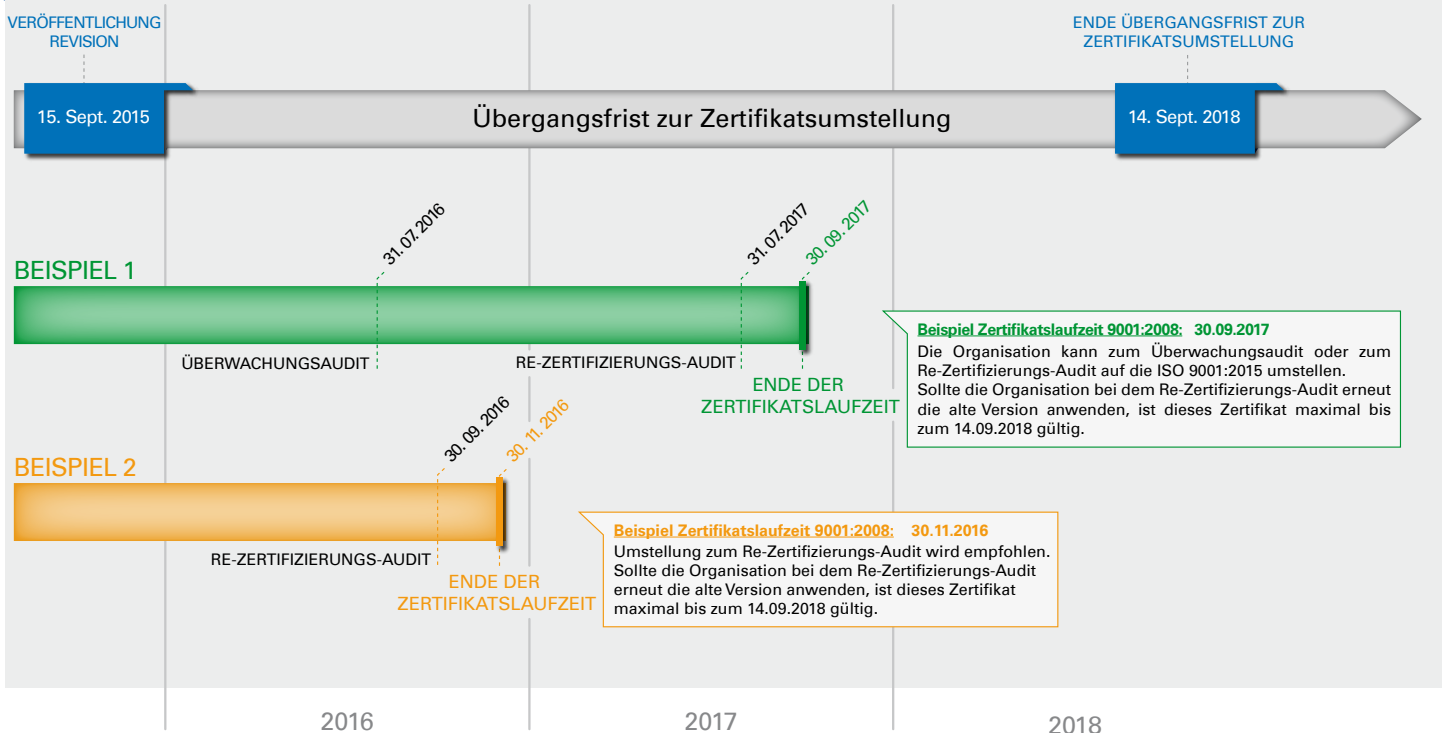 VERÖFFENTLICHUNG
REVISION
ENDE ÜBERGANGSFRIST ZUR
ZERTIFIKATSUMSTELLUNG
15. Sept. 2015
Übergangsfrist zur Zertifikatsumstellung
14. Sept. 2018
31. 07. 2016
31. 07. 2017
30. 09. 2017
BEISPIEL 1
ÜBERWACHUNGSAUDIT
RE-ZERTIFIZIERUNGS-AUDIT
ENDE DER
ZERTIFIKATSLAUFZEIT
Beispiel Zertifikatslaufzeit 9001:2008: 30.09.2017
Die Organisation kann zum Überwachungsaudit oder zum
Re-Zertifizierungs-Audit auf die ISO 9001:2015 umstellen.
Sollte die Organisation bei dem Re-Zertifizierungs-Audit erneut
die alte Version anwenden, ist dieses Zertifikat maximal bis
zum 14.09.2018 gültig.
30. 09. 2016
30. 11. 2016
BEISPIEL 2
RE-ZERTIFIZIERUNGS-AUDIT
ENDE DER
ZERTIFIKATSLAUFZEIT
Beispiel Zertifikatslaufzeit 9001:2008: 30.11.2016
Umstellung zum Re-Zertifizierungs-Audit wird empfohlen.
Sollte die Organisation bei dem Re-Zertifizierungs-Audit
erneut die alte Version anwenden, ist dieses Zertifikat
maximal bis zum 14.09.2018 gültig.
2016
2017
2018